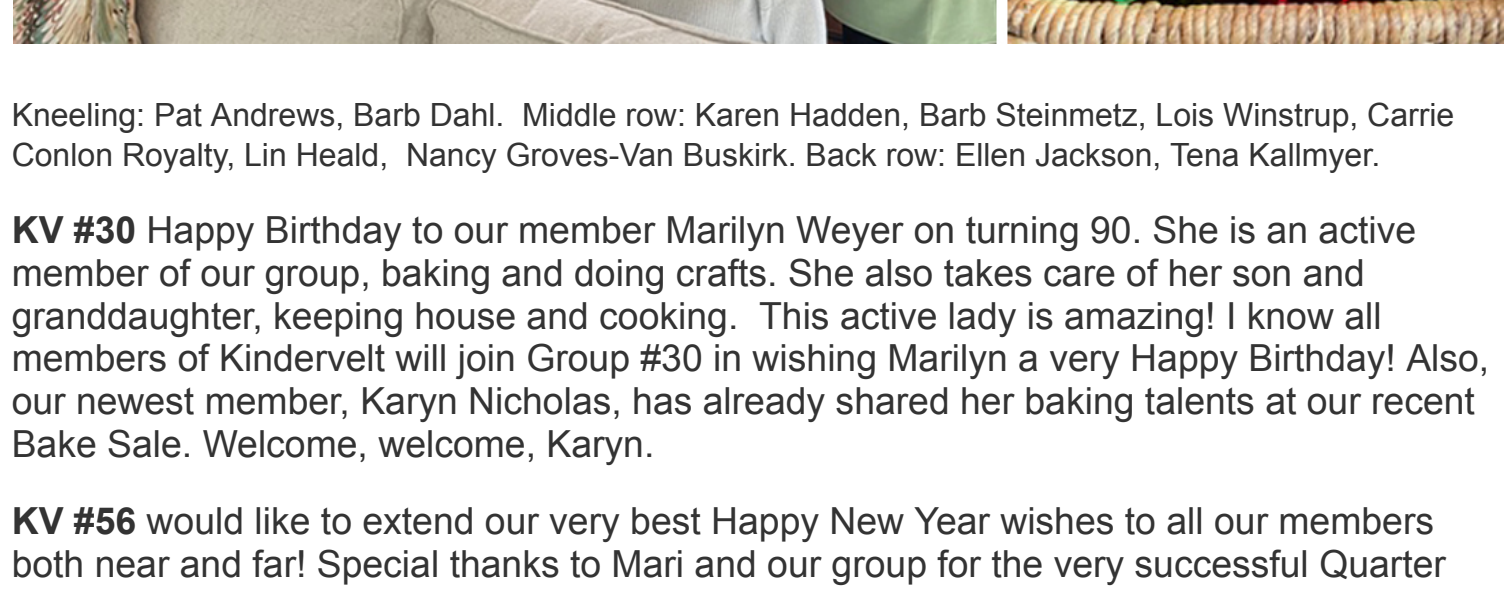 Kneeling: Pat Andrews, Barb Dahl.  Middle row: Karen Hadden, Barb Steinmetz, Lois Winstrup, Carrie
Conlon Royalty, Lin Heald,  Nancy Groves-Van Buskirk. Back row: Ellen Jackson, Tena Kallmyer.
KV #30 Happy Birthday to our member Marilyn Weyer on turning 90. She is an active
member of our group, baking and doing crafts. She also takes care of her son and
granddaughter, keeping house and cooking.  This active lady is amazing! I know all
members of Kindervelt will join Group #30 in wishing Marilyn a very Happy Birthday! Also,
our newest member, Karyn Nicholas, has already shared her baking talents at our recent
Bake Sale. Welcome, welcome, Karyn.
KV #56 would like to extend our very best Happy New Year wishes to all our members
both near and far! Special thanks to Mari and our group for the very successful Quarter